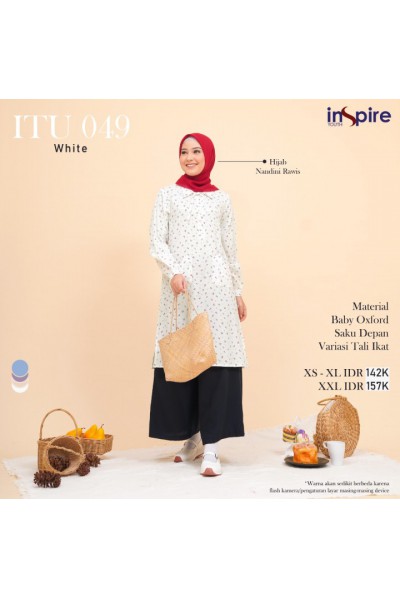 ITU 049
White
inspire
YOUTH
Hijab
Nandini Rawis
Material
Baby Oxford
Saku Depan
Variasi Tali Ikat
XS - XL IDR 142K
XXL IDR 157K
*Warna akan sedikit berbeda karena
flash kamera/pengaturan layar masing-masing device